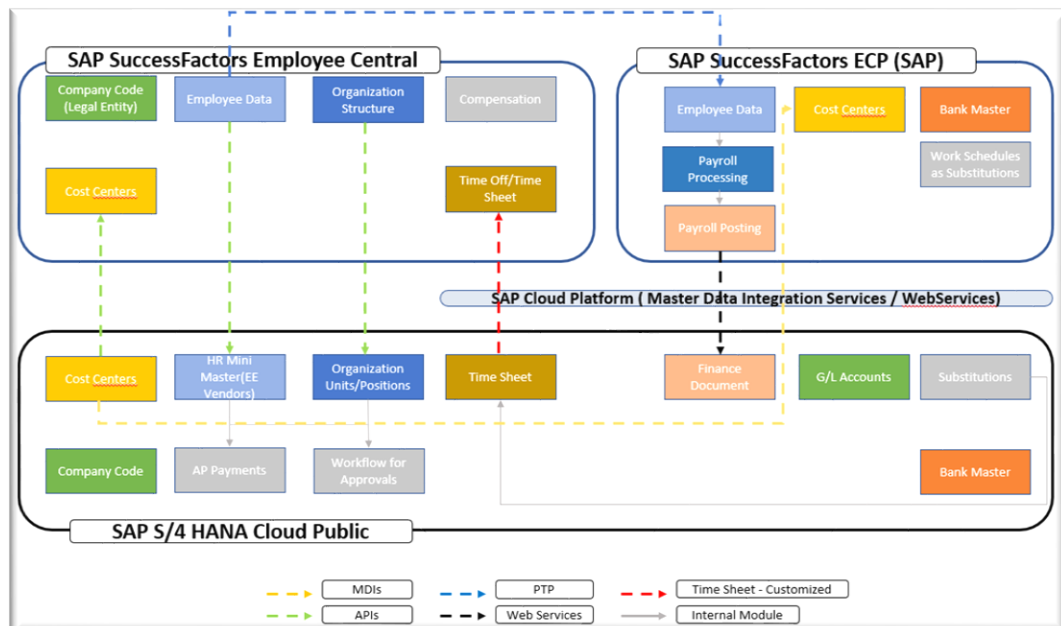 SAP SuccessFactors Employee Central
Company Code
(Legal Entity)
Employee Data
Organization
Structure
Compensation
Cost Centers
Time Off/Time
Sheet
SAP SuccessFactors ECP (SAP)
Employee Data
Cost Centers
Bank Master
Payroll
Processing
Work Schedules
as Substitutions
Payroll Posting
SAP Cloud Platform ( Master Data Integration Services / WebServices)
Cost Centers
HR Mini
Master(EE
Vendors)
Organization
Units/Positions
Time Sheet
Finance
Document
G/L Accounts
Substitutions
Company Code
AP Payments
Workflow for
Approvals
Bank Master
SAP S/4 HANA Cloud Public
MDIs
PTP
Time Sheet - Customized
APIs
Web Services
Internal Module